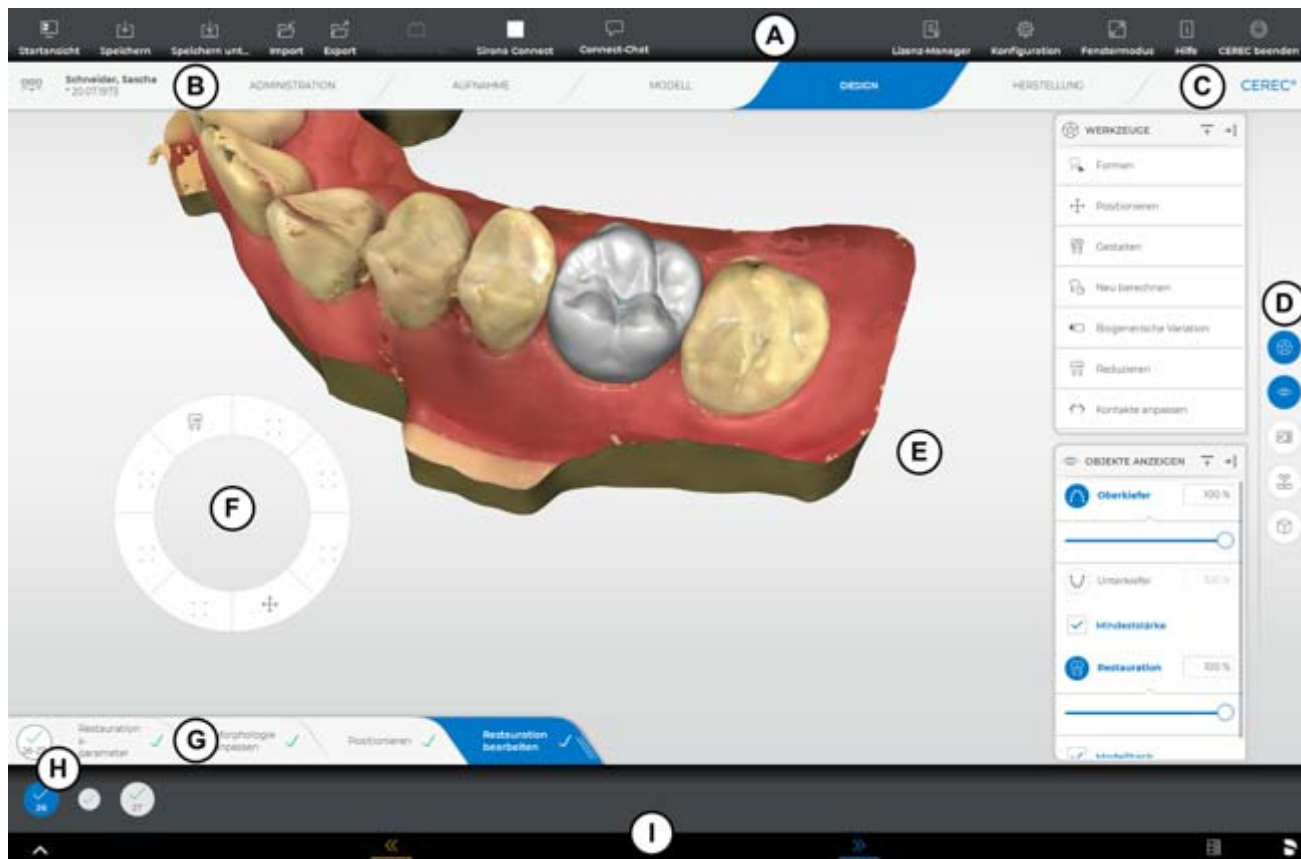 Startansicht Speichern Speichern unt... Import Export Sirona Connect Connect-Chat A Lizenz-Manager Konfiguration Fenstermodus Hilfe CEREC beenden
Schneider, Sascha
* 20.07.1973
B ADMINISTRATION AUFNAHME MODELL DESIGN HERSTELLUNG C CEREC®
WERKZEUGE
Formen
Positionieren
Gestalten
Neu berechnen
Biogenerische Variation
Reduzieren
Kontakte anpassen
D
E
F
OBJEKTE ANZEIGEN
Oberkiefer 100 %
Unterkiefer 100 %
Mindeststärke
Restauration 100 %
Modelltisch
Restauration
s-
parameter
G
Morphologie
anpassen
Positionieren
Restauration
bearbeiten
H
26
27
I